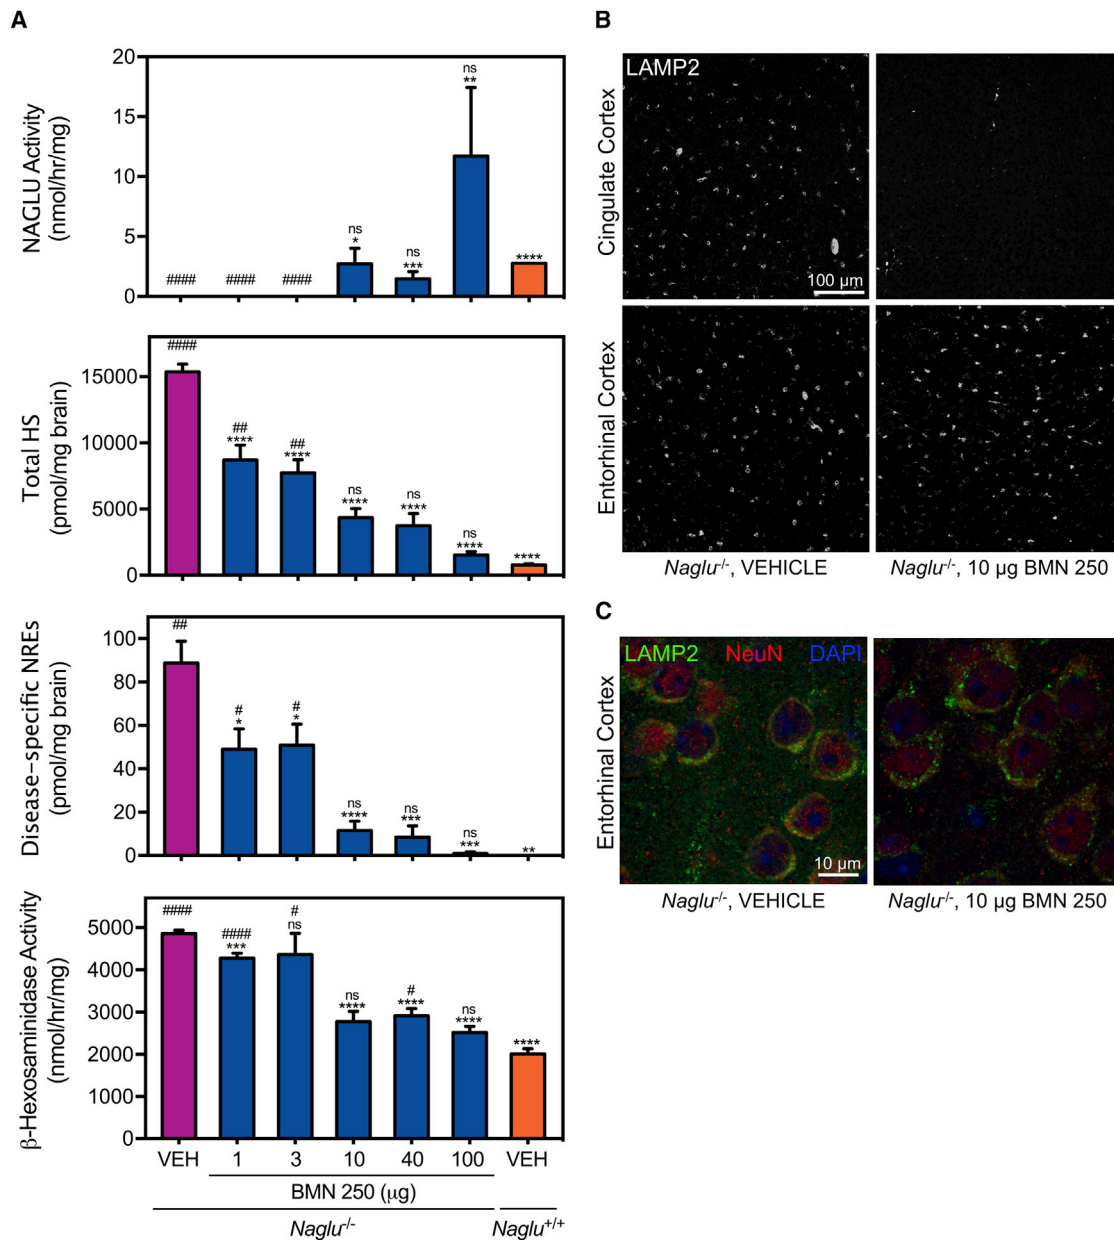 A
NAGLU Activity
(nmol/hr/mg)
20
15
10
5
0
####
####
####
ns
*
ns
***
ns
**
****
Total HS
(pmol/mg brain)
15000
10000
5000
0
####
##
****
##
****
ns
****
ns
****
ns
****
****
Disease-specific NREs
(pmol/mg brain)
100
80
60
40
20
0
##
#
*
#
*
ns
****
ns
***
ns
***
**
β-Hexosaminidase Activity
(nmol/hr/mg)
5000
4000
3000
2000
1000
0
####
####
***
#
ns
ns
****
#
****
ns
****
****
VEH 1 3 10 40 100 VEH
BMN 250 (µg)
Naglu-/- Naglu+/+
B
Cingulate Cortex
LAMP2
100 µm
Entorhinal Cortex
Naglu-/-, VEHICLE
Naglu-/-, 10 µg BMN 250
C
Entorhinal Cortex
LAMP2 NeuN DAPI
10 µm
Naglu-/-, VEHICLE
Naglu-/-, 10 µg BMN 250